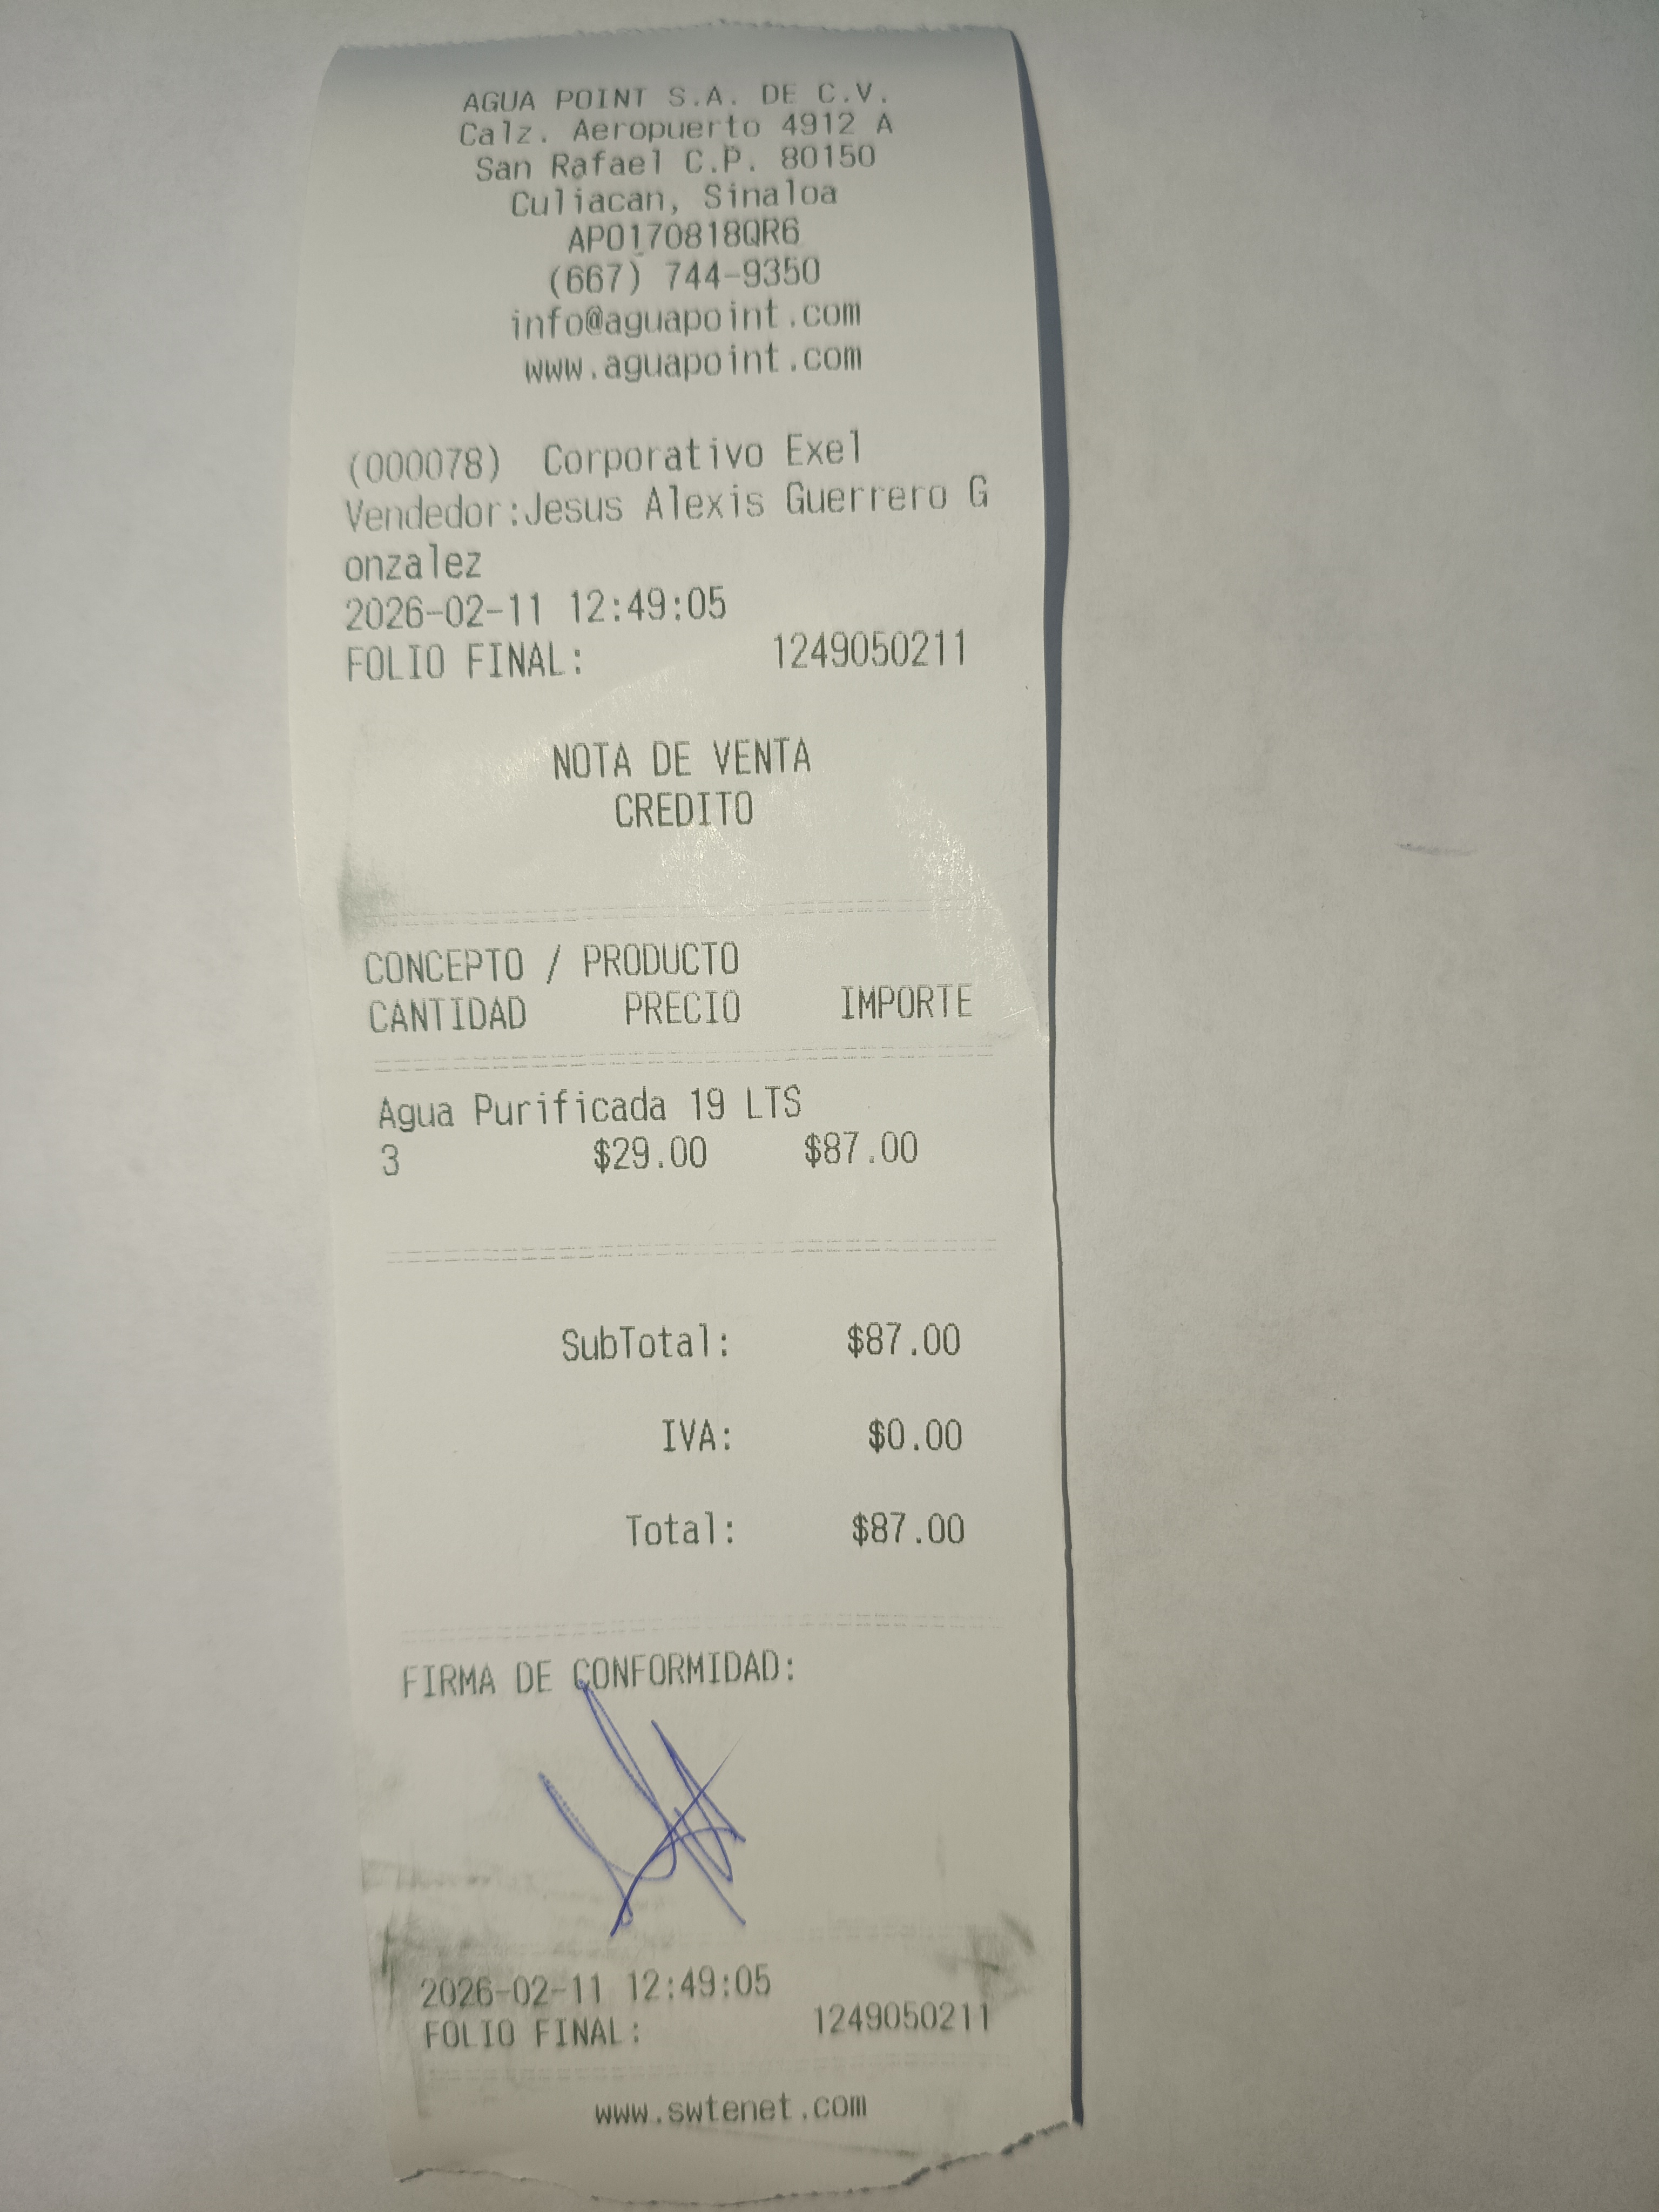 AGUA POINT S.A. DE C.V.
Calz. Aeropuerto 4912 A
San Rafael C.P. 80150
Culiacan, Sinaloa
APO170818QR6
(667) 744-9350
info@aguapoint.com
www.aguapoint.com
(000078) Corporativo Exel
Vendedor:Jesus Alexis Guerrero G
onzalez
2026-02-11 12:49:05
FOLIO FINAL: 1249050211
NOTA DE VENTA
CREDITO
CONCEPTO / PRODUCTO
CANTIDAD PRECIO IMPORTE
Agua Purificada 19 LTS
3 $29.00 $87.00
SubTotal: $87.00
IVA: $0.00
Total: $87.00
FIRMA DE CONFORMIDAD:
2026-02-11 12:49:05
FOLIO FINAL: 1249050211
www.swtenet.com